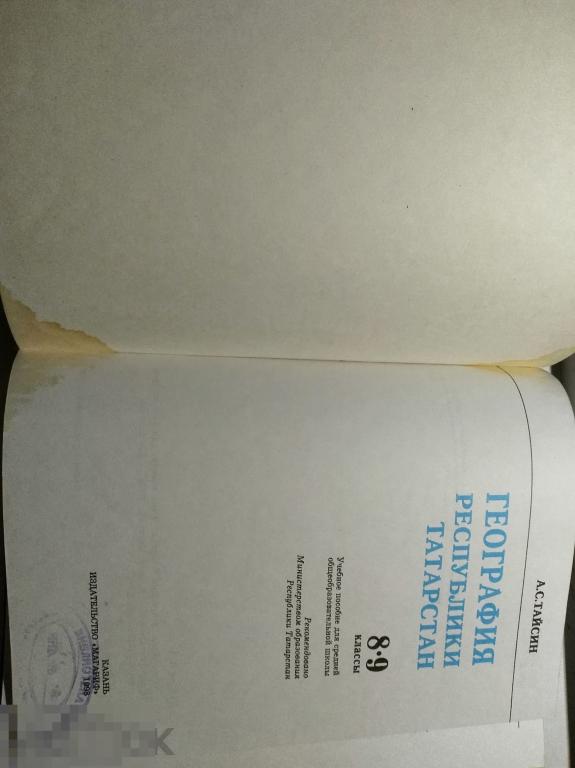 А.С.ТАЙСИН
ГЕОГРАФИЯ
РЕСПУБЛИКИ
ТАТАРСТАН
8·9
классы
Учебное пособие для средней
общеобразовательной школы
Рекомендовано
Министерством образования
Республики Татарстан
КАЗАНЬ
ИЗДАТЕЛЬСТВО «МАГАРИФ»
1998